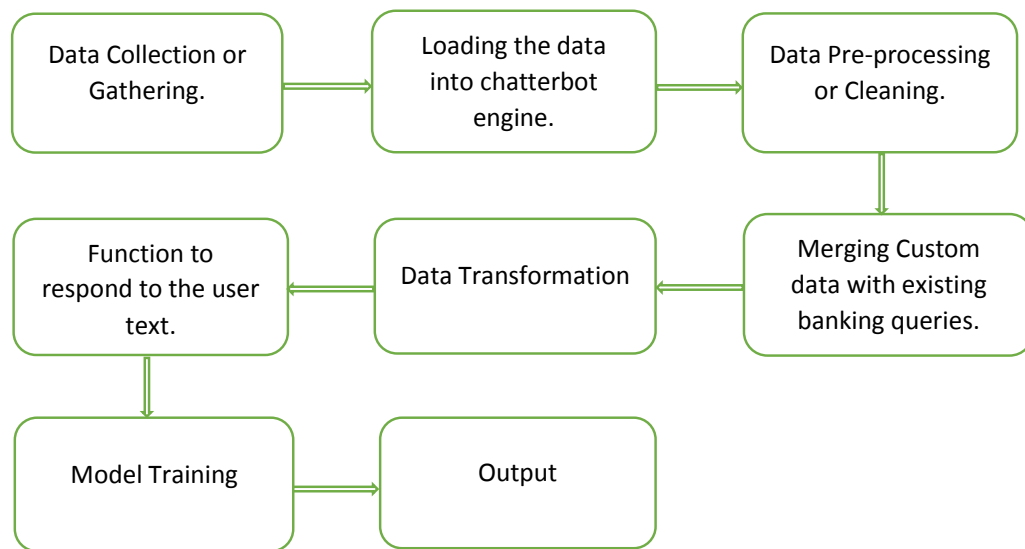 Data Collection or
Gathering.
Loading the data
into chatterbot
engine.
Data Pre-processing
or Cleaning.
Merging Custom
data with existing
banking queries.
Data Transformation
Function to
respond to the user
text.
Model Training
Output